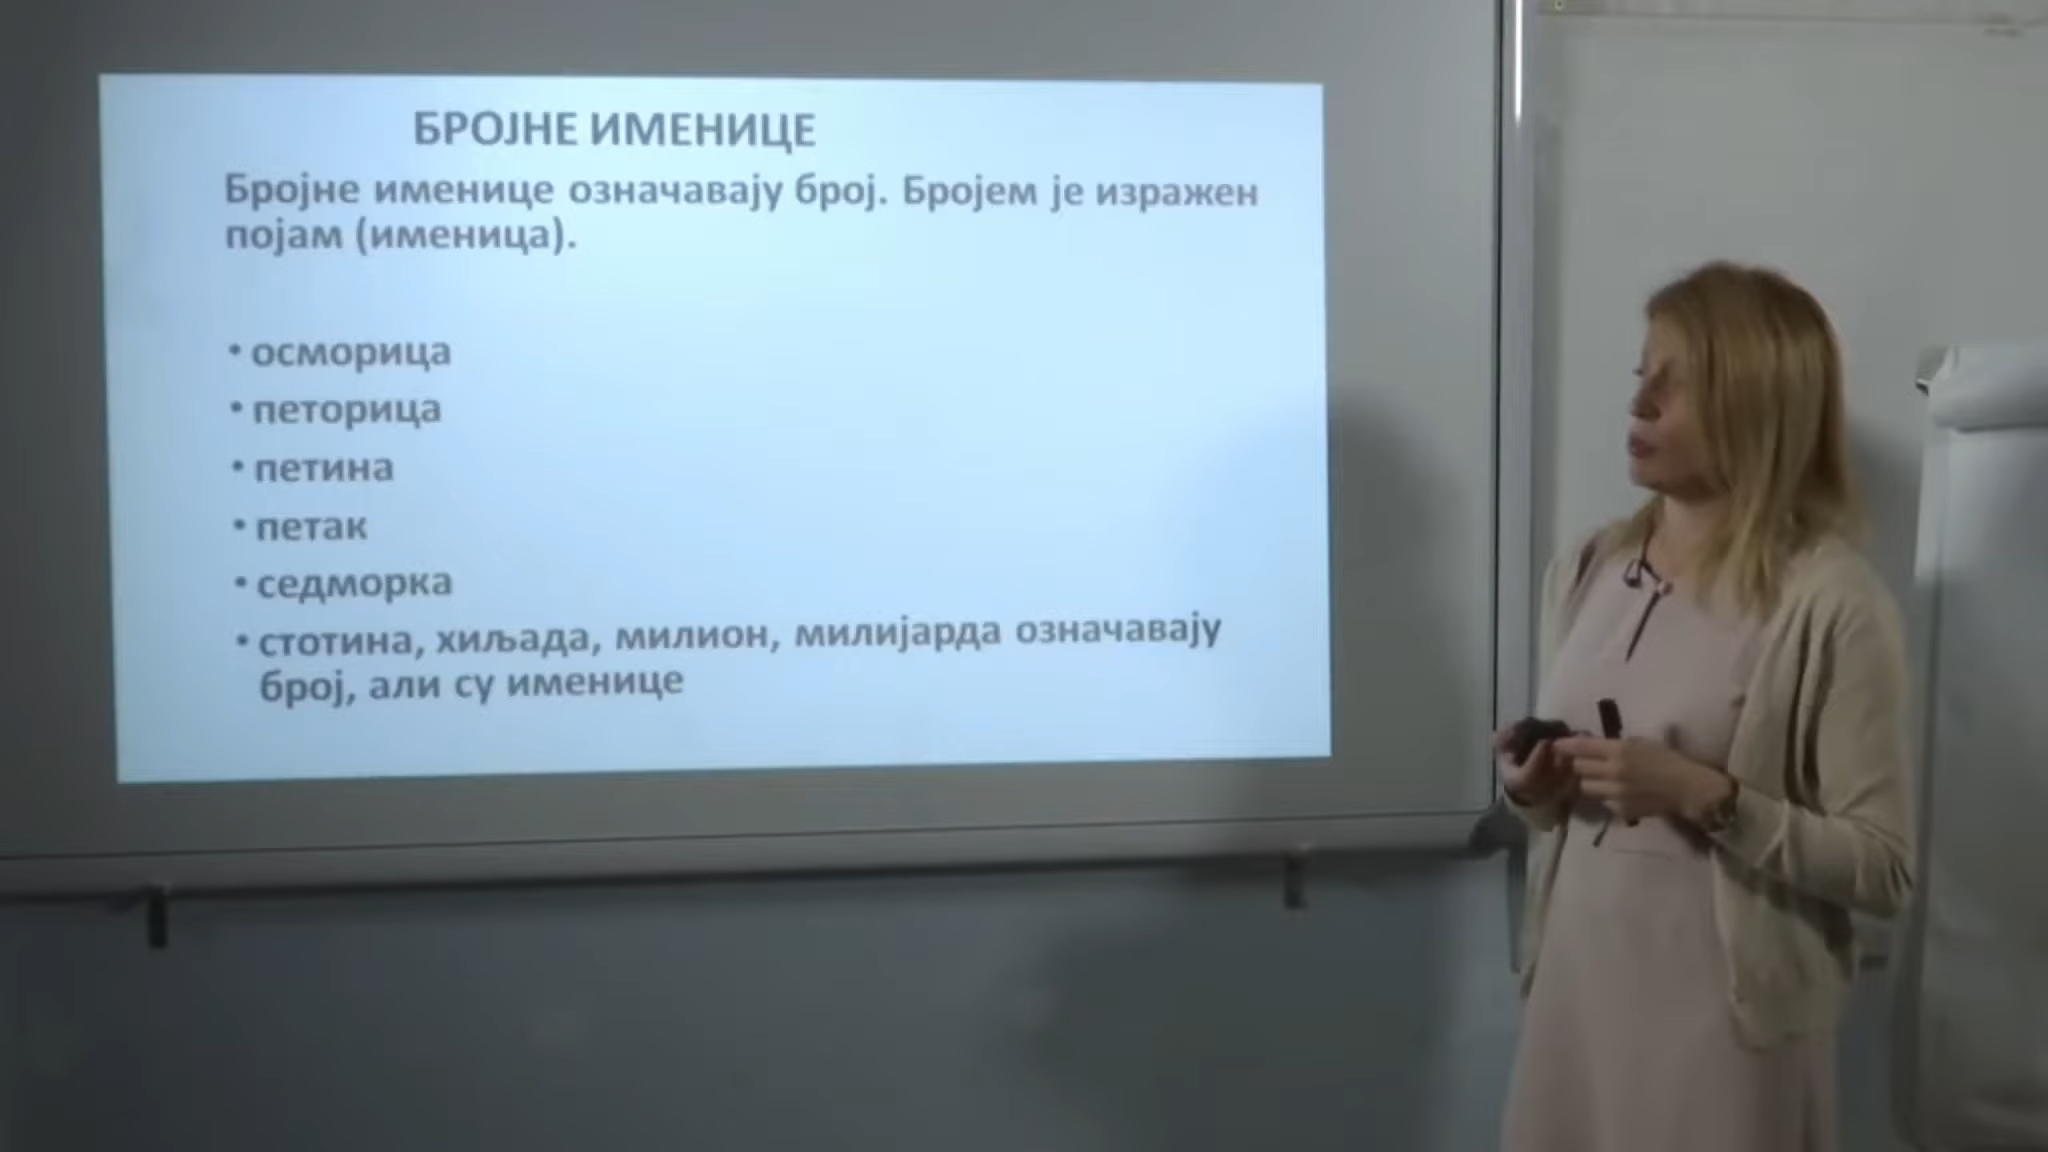 БРОЈНЕ ИМЕНИЦЕ
Бројне именице означавају број. Бројем је изражен
појам (именица).
• осморица
• петорица
• петина
• петак
• седморка
• стотина, хиљада, милион, милијарда означавају
број, али су именице